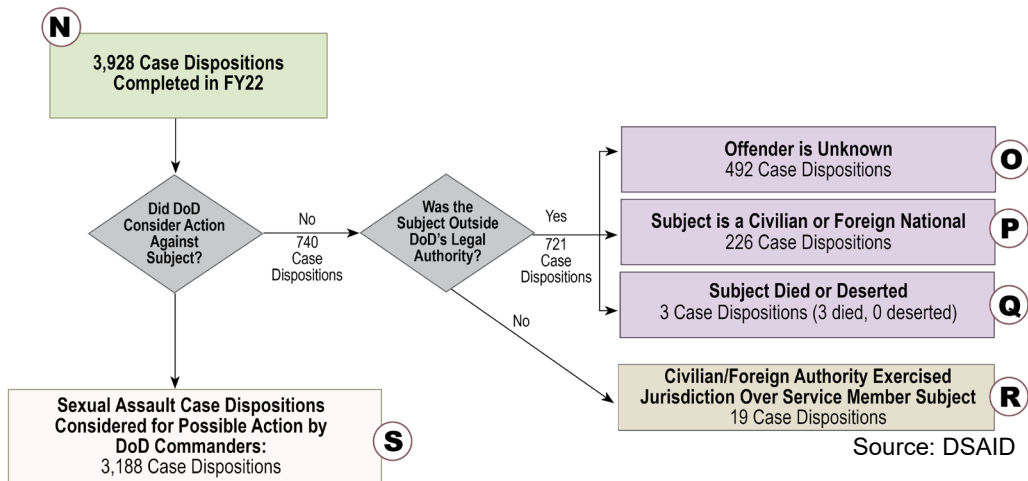 N
3,928 Case Dispositions
Completed in FY22
Did DoD
Consider Action
Against
Subject?
No
740
Case
Dispositions
Was the
Subject Outside
DoD's Legal
Authority?
Yes
721
Case
Dispositions
Offender is Unknown
492 Case Dispositions
O
Subject is a Civilian or Foreign National
226 Case Dispositions
P
Subject Died or Deserted
3 Case Dispositions (3 died, 0 deserted)
Q
No
Civilian/Foreign Authority Exercised
Jurisdiction Over Service Member Subject
19 Case Dispositions
R
Sexual Assault Case Dispositions
Considered for Possible Action by
DoD Commanders:
3,188 Case Dispositions
S
Source: DSAID